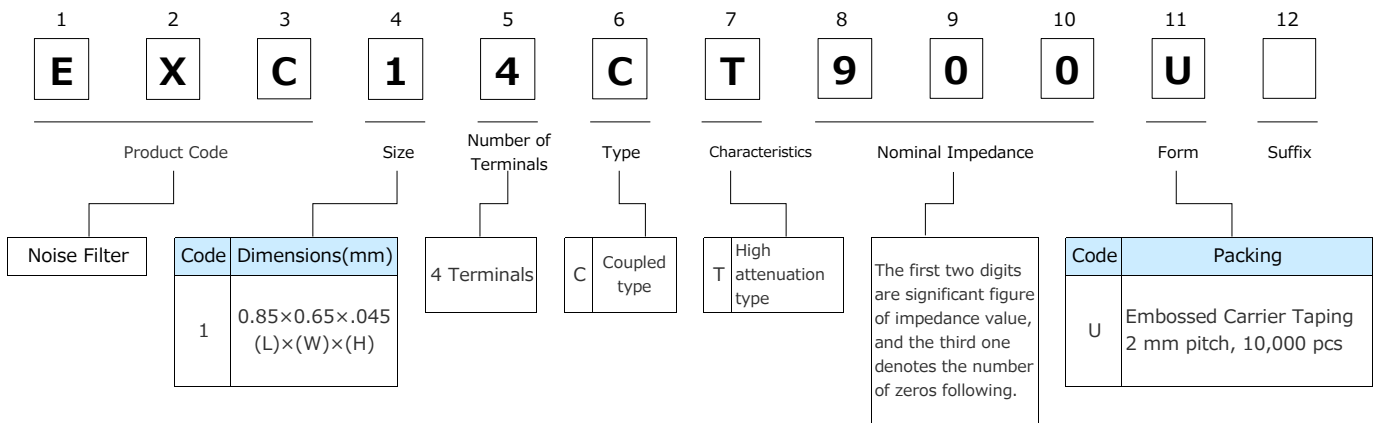 1 2 3 4 5 6 7 8 9 10 11 12
E X C 1 4 C T 9 0 0 U
Product Code
Size
Number of
Terminals
Type
Characteristics
Nominal Impedance
Form
Suffix
Noise Filter
Code Dimensions(mm)
1 0.85×0.65×.045
(L)×(W)×(H)
4 Terminals
C Coupled
type
T High
attenuation
type
The first two digits
are significant figure
of impedance value,
and the third one
denotes the number
of zeros following.
Code Packing
U Embossed Carrier Taping
2 mm pitch, 10,000 pcs